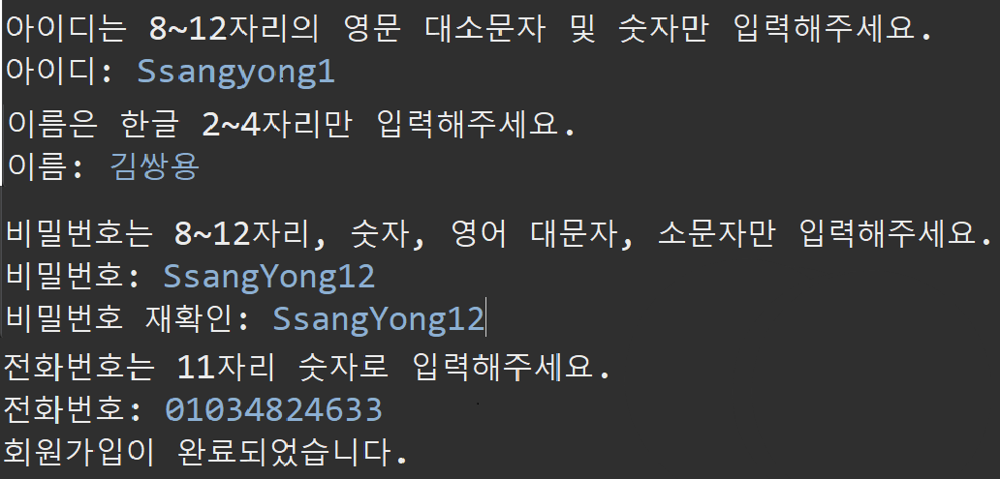 아이디는 8~12자리의 영문 대소문자 및 숫자만 입력해주세요.
아이디: Ssangyong1
이름은 한글 2~4자리만 입력해주세요.
이름: 김쌍용
비밀번호는 8~12자리, 숫자, 영어 대문자, 소문자만 입력해주세요.
비밀번호: SsangYong12
비밀번호 재확인: SsangYong12
전화번호는 11자리 숫자로 입력해주세요.
전화번호: 01034824633
회원가입이 완료되었습니다.